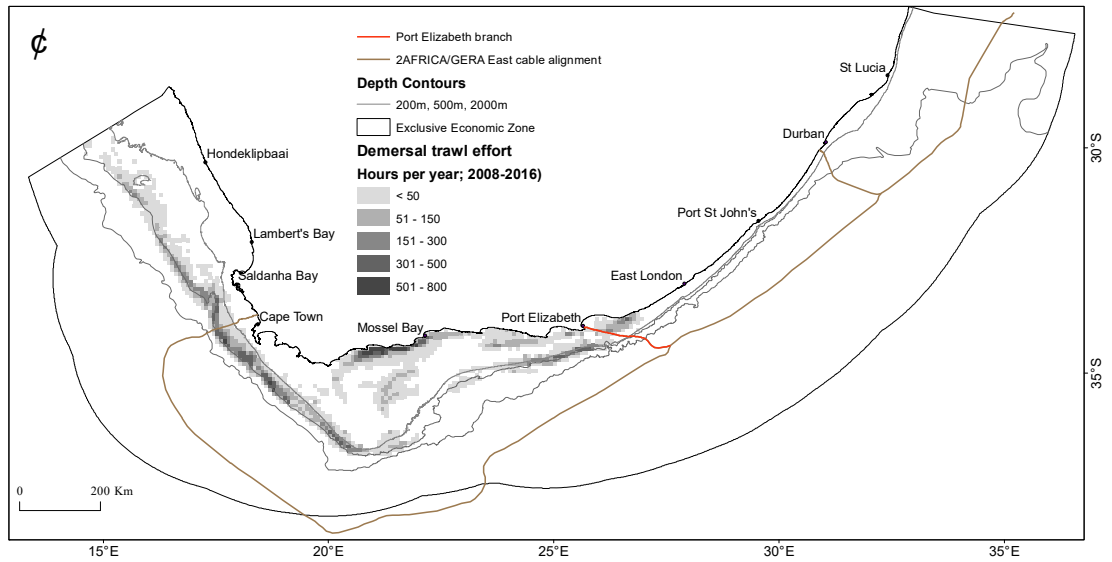 ¢
Port Elizabeth branch
2AFRICA/GERA East cable alignment
Depth Contours
200m, 500m, 2000m
Exclusive Economic Zone
Demersal trawl effort
Hours per year; 2008-2016)
< 50
51 - 150
151 - 300
301 - 500
501 - 800
St Lucia
Durban
Port St John's
East London
Port Elizabeth
Mossel Bay
Hondeklipbaai
Lambert's Bay
Saldanha Bay
Cape Town
30°S
35°S
0 200 Km
15°E 20°E 25°E 30°E 35°E